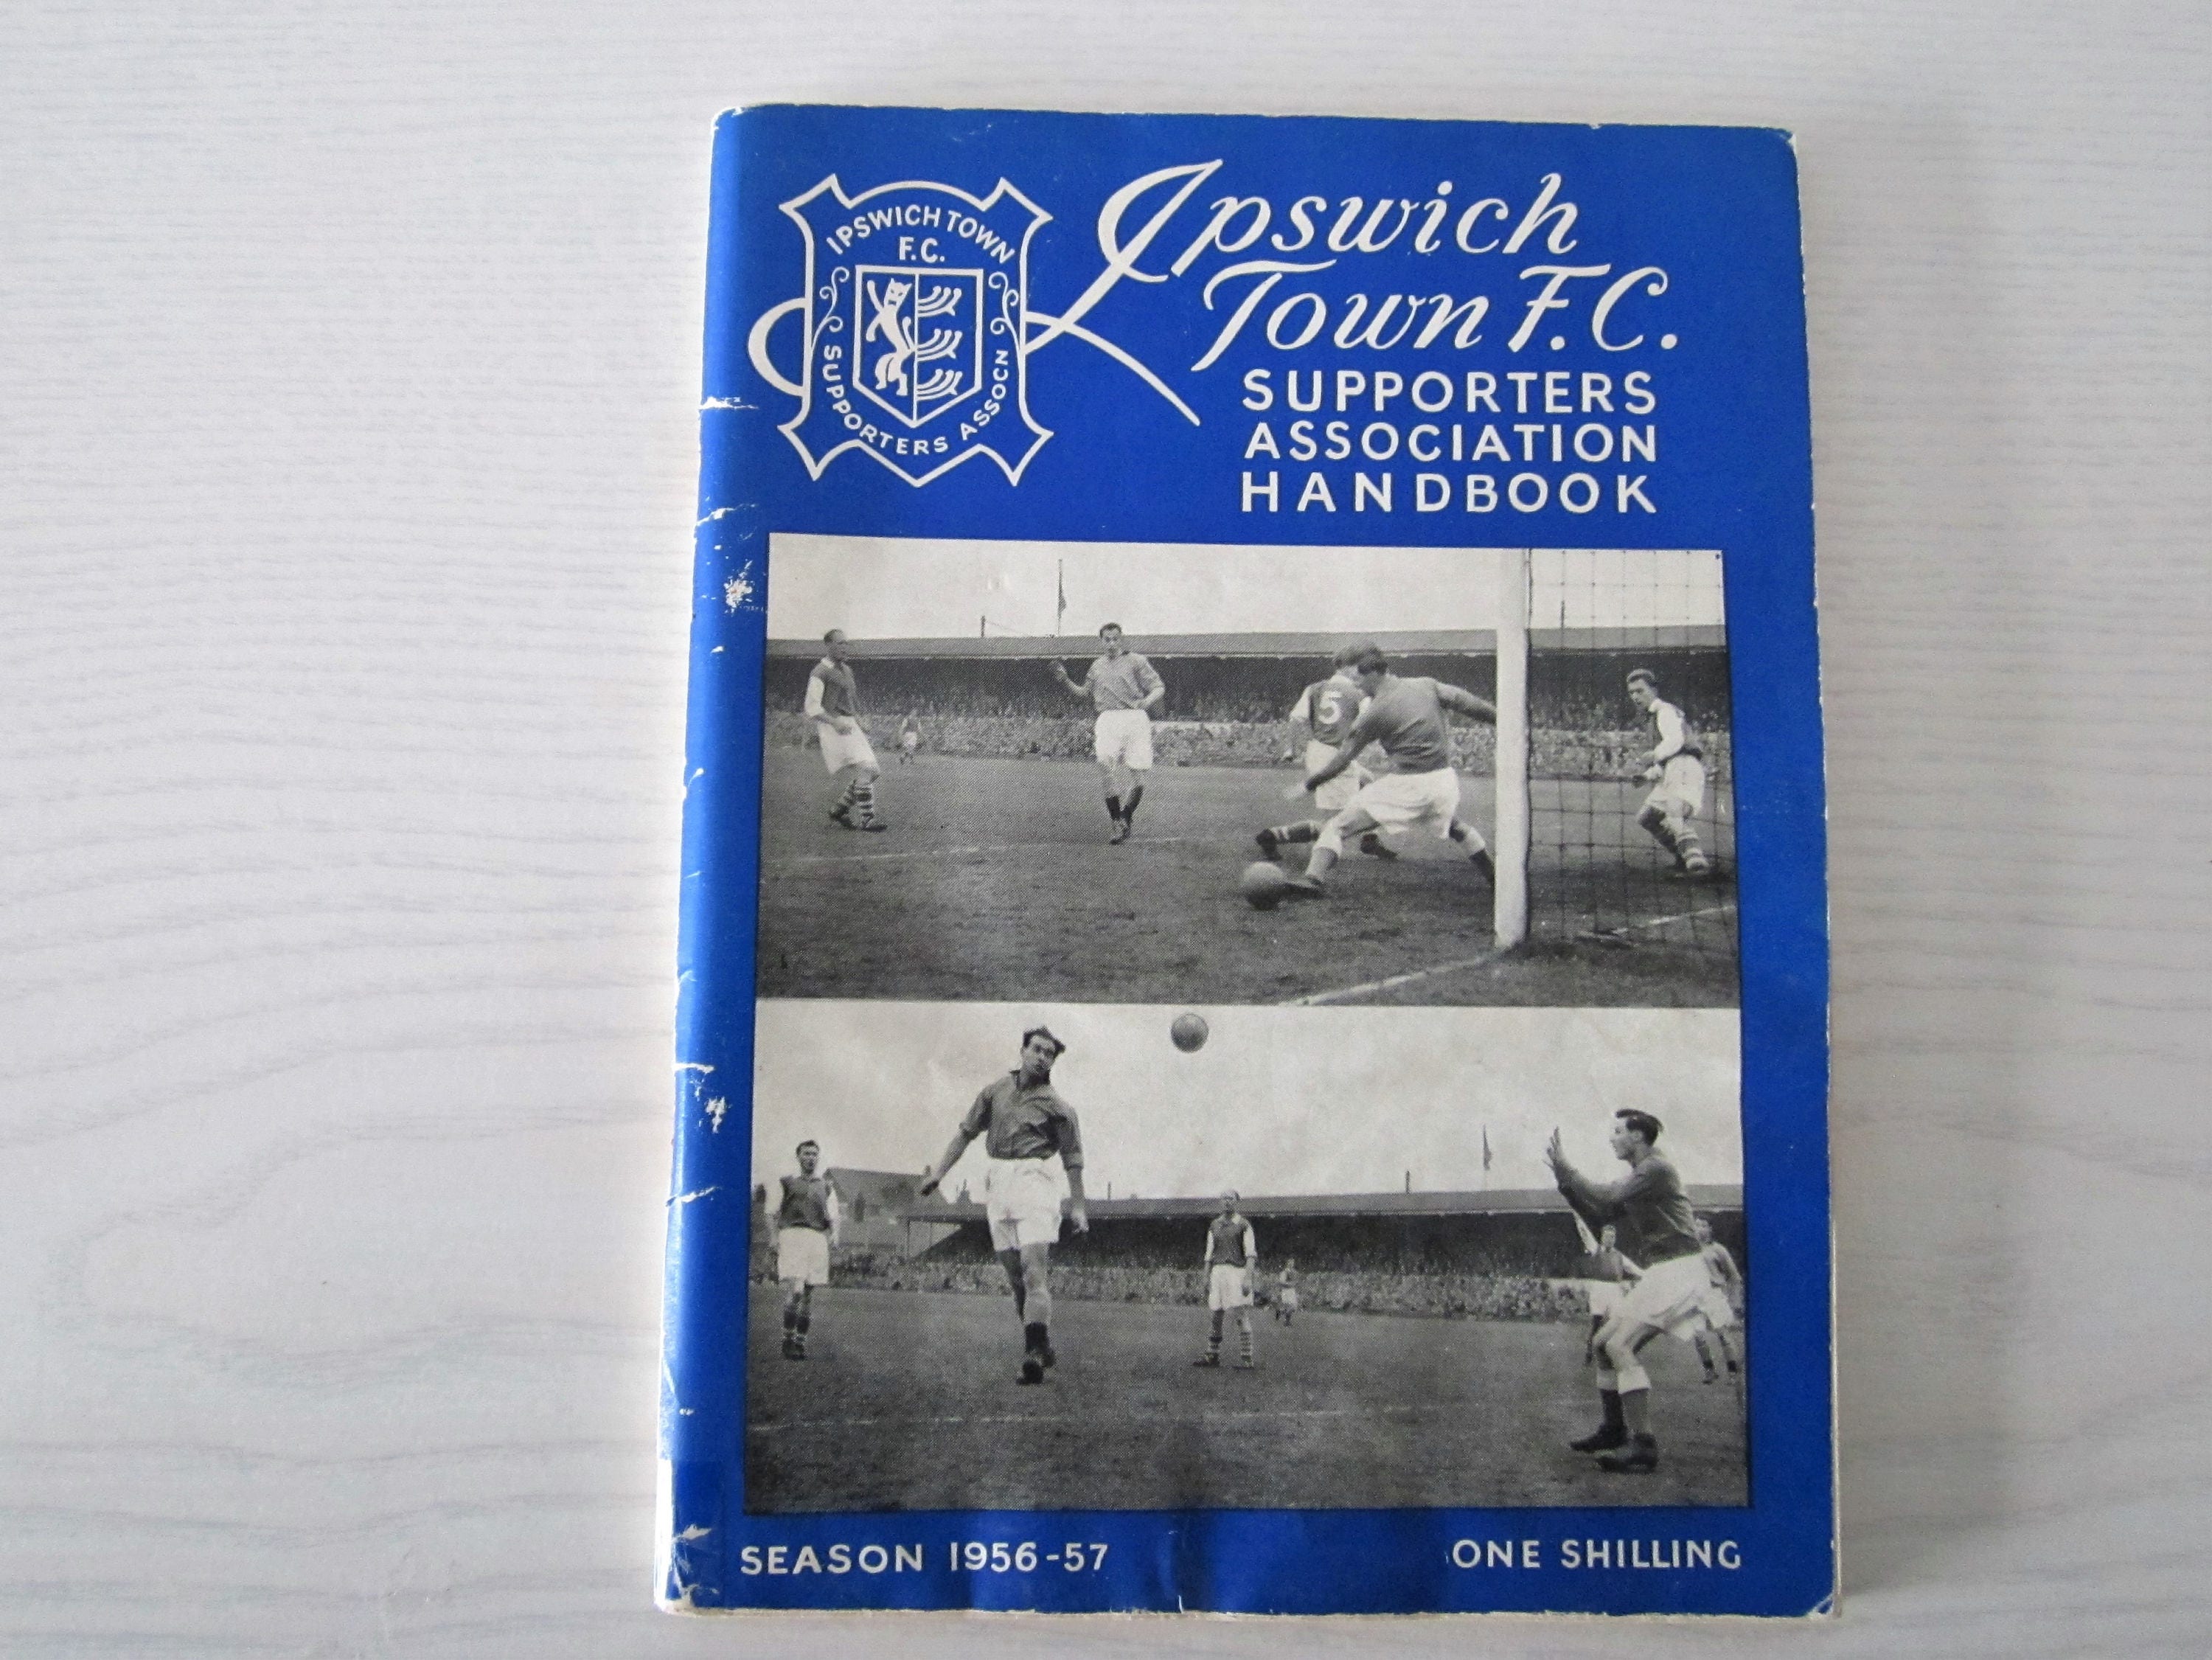 IPSWICH TOWN
F.C.
SUPPORTERS ASSOCN
Ipswich
Town F.C.
SUPPORTERS
ASSOCIATION
HANDBOOK
5
SEASON 1956-57
ONE SHILLING